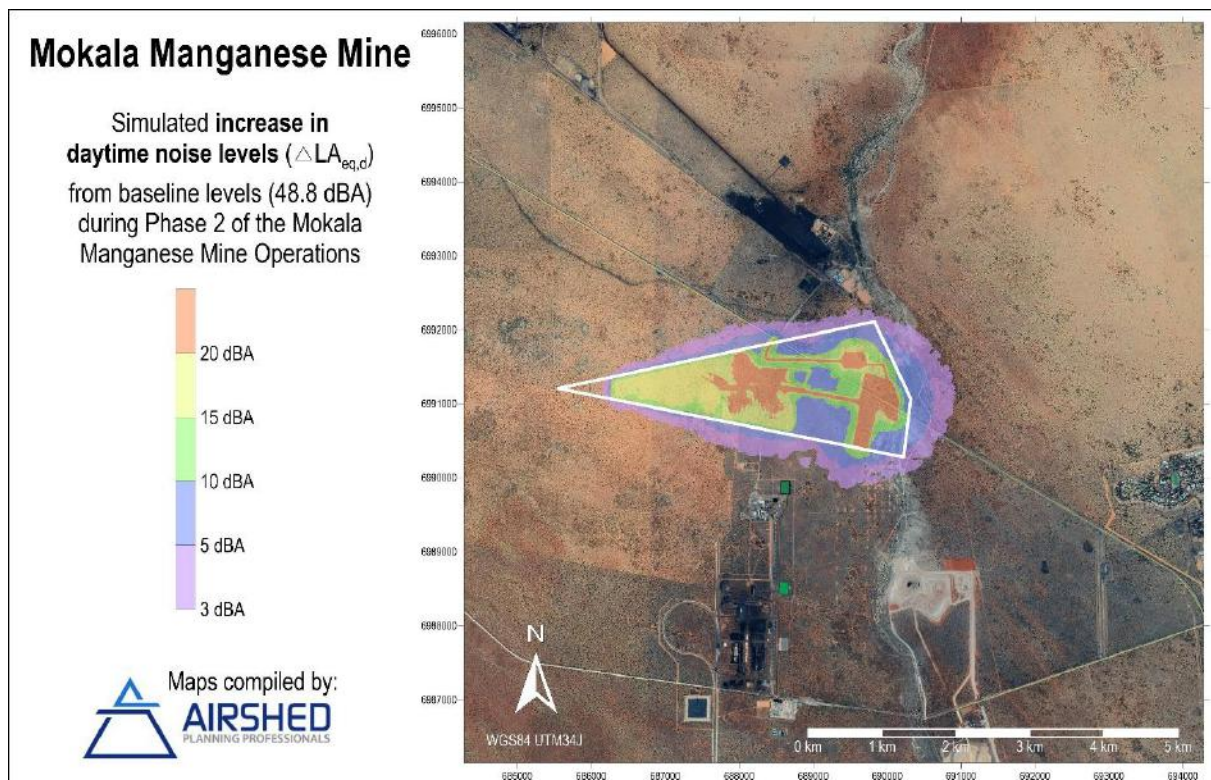 Mokala Manganese Mine
Simulated increase in
daytime noise levels (△LAeq,d)
from baseline levels (48.8 dBA)
during Phase 2 of the Mokala
Manganese Mine Operations
20 dBA
15 dBA
10 dBA
5 dBA
3 dBA
Maps compiled by:
AIRSHED
PLANNING PROFESSIONALS
6996000
6995000
6994000
6993000
6992000
6991000
6990000
6989000
6988000
6987000
N
WGS84 UTM34J
0 km 1 km 2 km 3 km 4 km 5 km
685000 686000 687000 688000 689000 690000 691000 692000 693000 694000